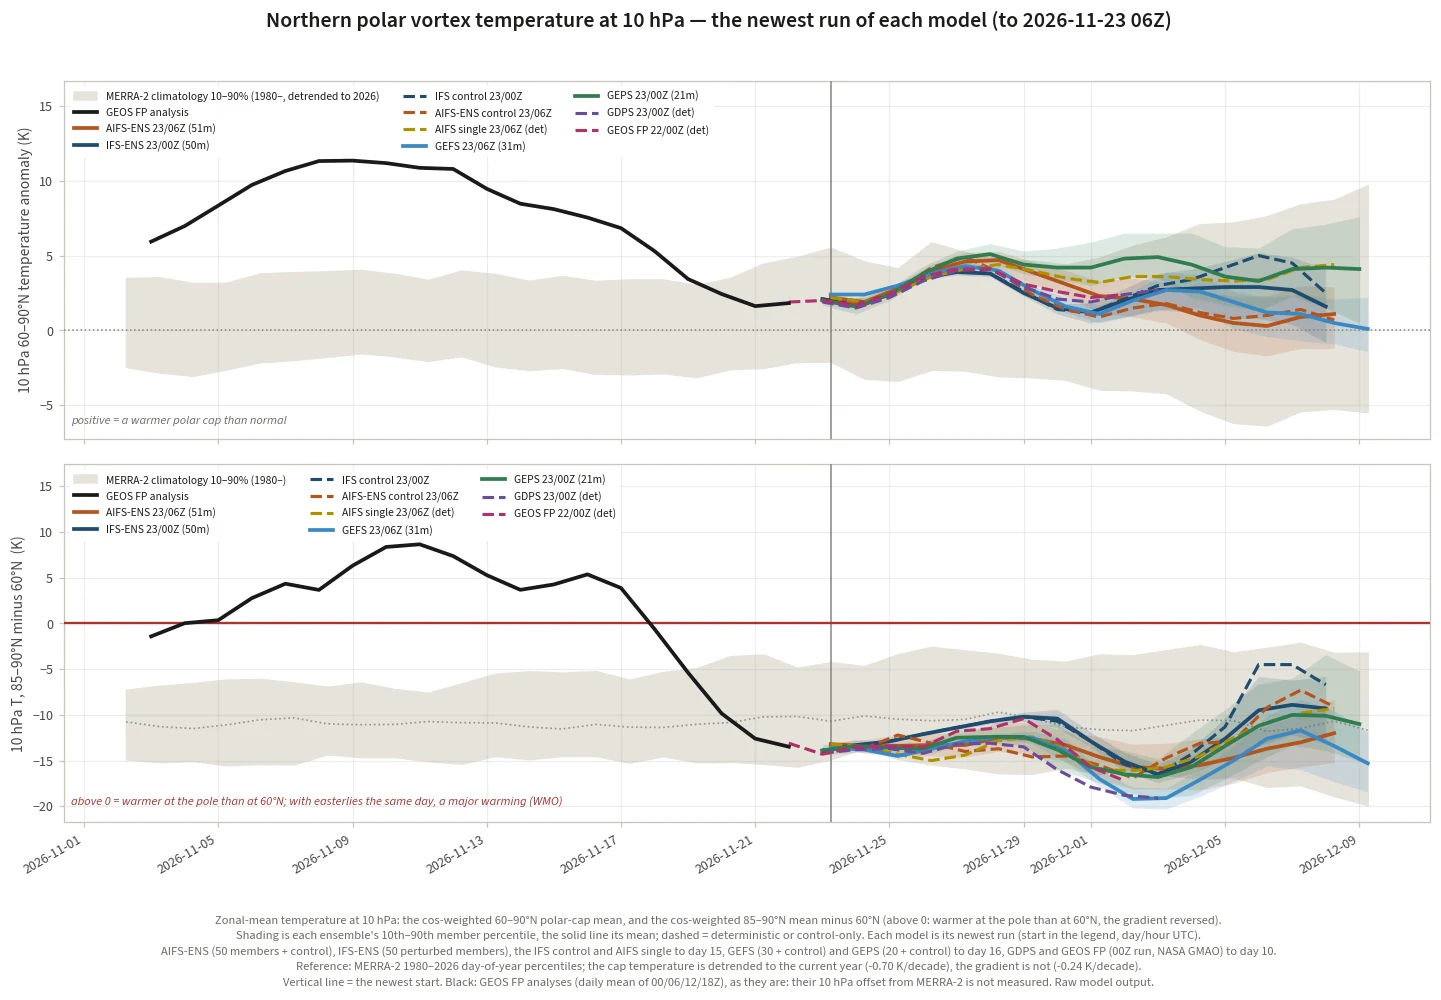 Northern polar vortex temperature at 10 hPa — the newest run of each model (to 2026-11-23 06Z)
10 hPa 60–90°N temperature anomaly (K)
MERRA-2 climatology 10–90% (1980–, detrended to 2026)
GEOS FP analysis
AIFS-ENS 23/06Z (51m)
IFS-ENS 23/00Z (50m)
IFS control 23/00Z
AIFS-ENS control 23/06Z
AIFS single 23/06Z (det)
GEFS 23/06Z (31m)
GEPS 23/00Z (21m)
GDPS 23/00Z (det)
GEOS FP 22/00Z (det)
15
10
5
0
−5
positive = a warmer polar cap than normal
10 hPa T, 85–90°N minus 60°N (K)
MERRA-2 climatology 10–90% (1980–)
GEOS FP analysis
AIFS-ENS 23/06Z (51m)
IFS-ENS 23/00Z (50m)
IFS control 23/00Z
AIFS-ENS control 23/06Z
AIFS single 23/06Z (det)
GEFS 23/06Z (31m)
GEPS 23/00Z (21m)
GDPS 23/00Z (det)
GEOS FP 22/00Z (det)
15
10
5
0
−5
−10
−15
−20
above 0 = warmer at the pole than at 60°N; with easterlies the same day, a major warming (WMO)
2026-11-01
2026-11-05
2026-11-09
2026-11-13
2026-11-17
2026-11-21
2026-11-25
2026-11-29
2026-12-01
2026-12-05
2026-12-09
Zonal-mean temperature at 10 hPa: the cos-weighted 60–90°N polar-cap mean, and the cos-weighted 85–90°N mean minus 60°N (above 0: warmer at the pole than at 60°N, the gradient reversed).
Shading is each ensemble's 10th–90th member percentile, the solid line its mean; dashed = deterministic or control-only. Each model is its newest run (start in the legend, day/hour UTC).
AIFS-ENS (50 members + control), IFS-ENS (50 perturbed members), the IFS control and AIFS single to day 15, GEFS (30 + control) and GEPS (20 + control) to day 16, GDPS and GEOS FP (00Z run, NASA GMAO) to day 10.
Reference: MERRA-2 1980–2026 day-of-year percentiles; the cap temperature is detrended to the current year (-0.70 K/decade), the gradient is not (-0.24 K/decade).
Vertical line = the newest start. Black: GEOS FP analyses (daily mean of 00/06/12/18Z), as they are: their 10 hPa offset from MERRA-2 is not measured. Raw model output.